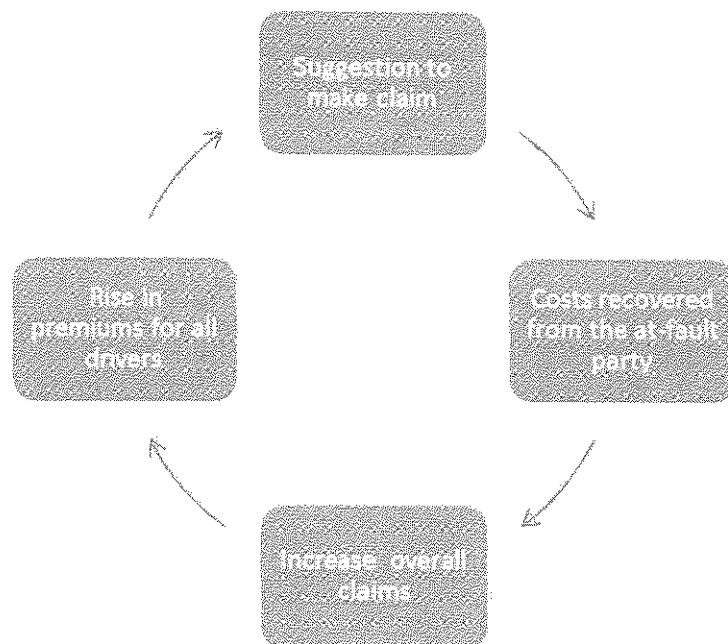 Suggestion to
make claim
Costs recovered
from the at-fault
party
Increase overall
claims
Rise in
premiums for all
drivers